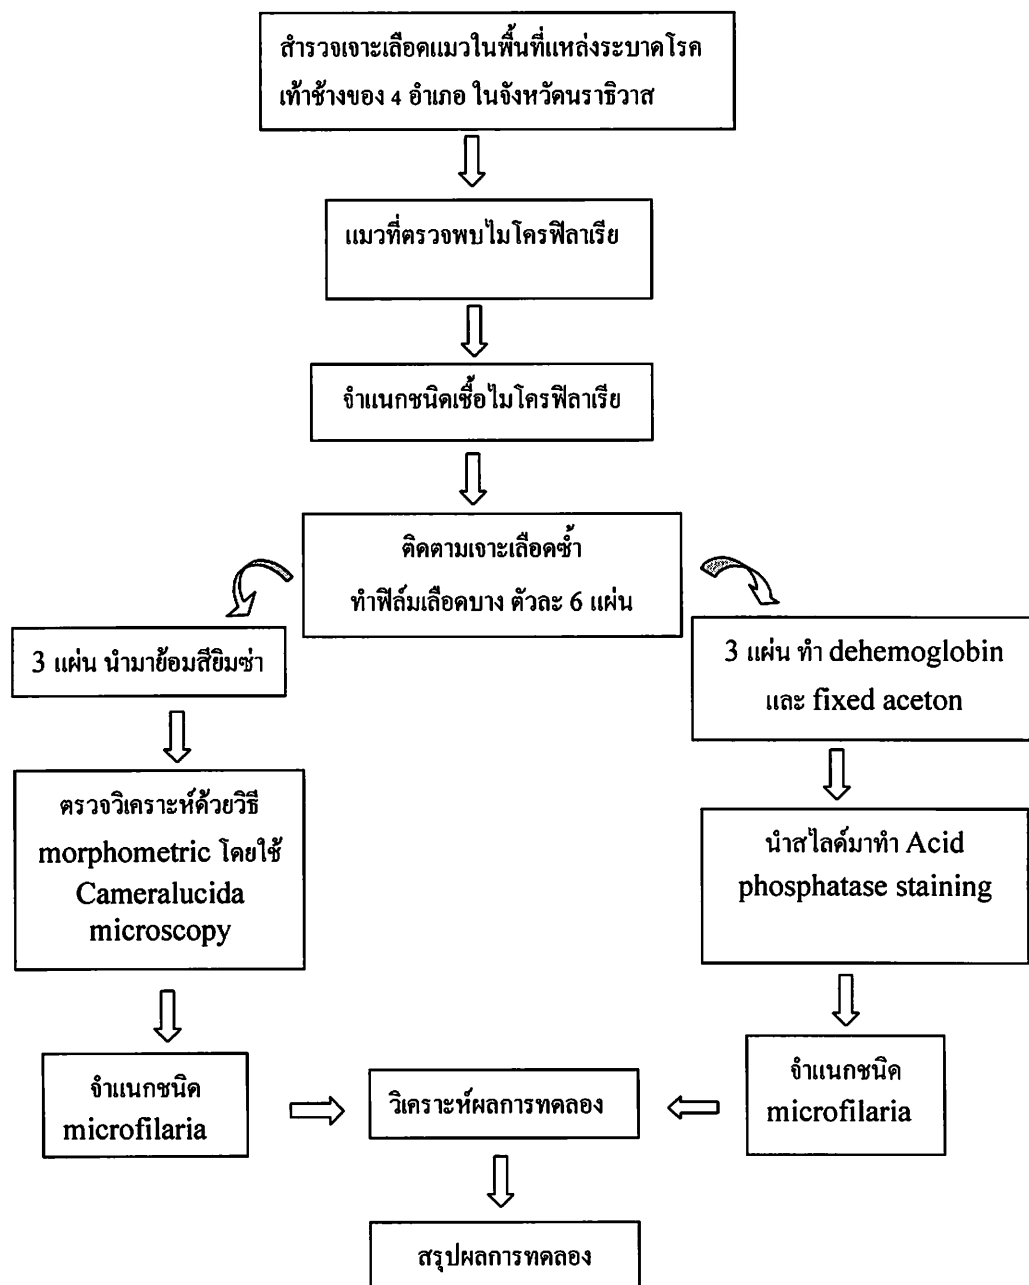 สำรวจเจาะเลือดแมวในพื้นที่แหล่งระบาดโรค
เท้าช้างของ 4 อำเภอ ในจังหวัดนราธิวาส
แมวที่ตรวจพบไมโครฟิลาเรีย
จำแนกชนิดเชื้อไมโครฟิลาเรีย
ติดตามเจาะเลือดซ้ำ
ทำฟิล์มเลือดบาง ตัวละ 6 แผ่น
3 แผ่น นำมาย้อมสียิมซ่า
ตรวจวิเคราะห์ด้วยวิธี
morphometric โดยใช้
Cameralucida
microscopy
จำแนกชนิด
microfilaria
3 แผ่น ทำ dehemoglobin
และ fixed aceton
นำสไลด์มาทำ Acid
phosphatase staining
จำแนกชนิด
microfilaria
วิเคราะห์ผลการทดลอง
สรุปผลการทดลอง